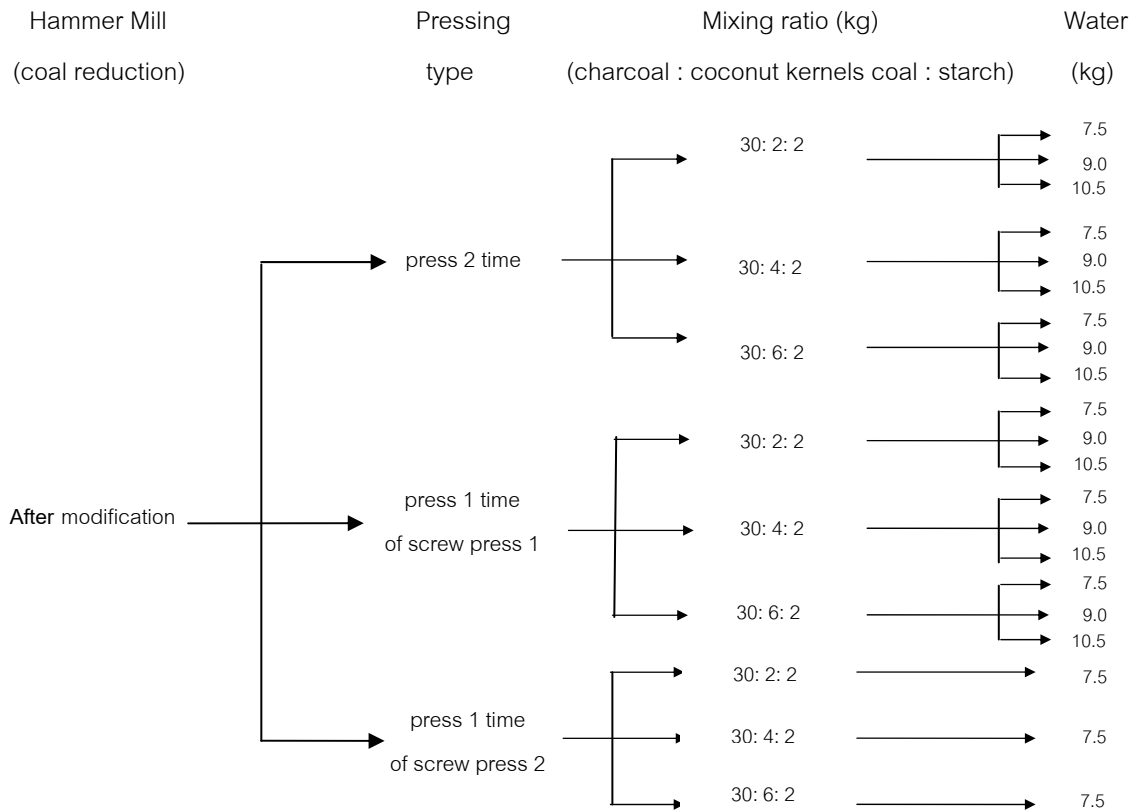 Hammer Mill
(coal reduction)
Pressing
type
Mixing ratio (kg)
(charcoal : coconut kernels coal : starch)
Water
(kg)
30: 2: 2
7.5
9.0
10.5
press 2 time
30: 4: 2
7.5
9.0
10.5
30: 6: 2
7.5
9.0
10.5
After modification
press 1 time
of screw press 1
30: 2: 2
7.5
9.0
10.5
30: 4: 2
7.5
9.0
10.5
30: 6: 2
7.5
9.0
10.5
press 1 time
of screw press 2
30: 2: 2
7.5
30: 4: 2
7.5
30: 6: 2
7.5